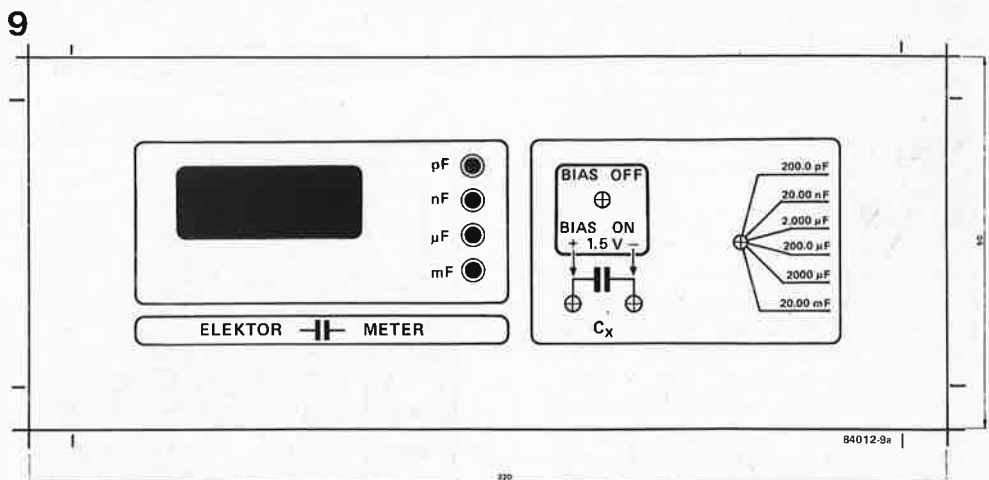 9
pF
nF
µF
mF
ELEKTOR METER
BIAS OFF
BIAS ON
+ 1.5 V −
Cx
200.0 pF
20.00 nF
2.000 µF
200.0 µF
2000 µF
20.00 mF
84012-9a
220